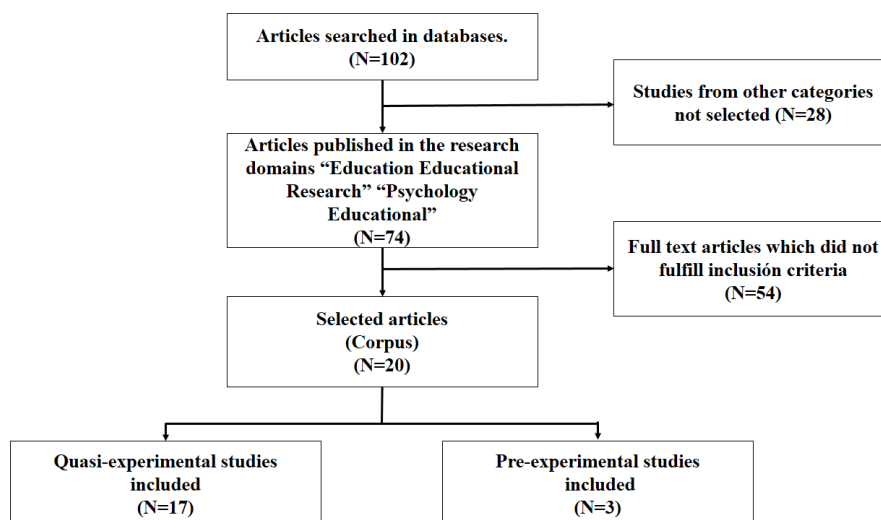 Articles searched in databases.
(N=102)
Studies from other categories
not selected (N=28)
Articles published in the research
domains “Education Educational
Research” “Psychology
Educational”
(N=74)
Full text articles which did not
fulfill inclusión criteria
(N=54)
Selected articles
(Corpus)
(N=20)
Quasi-experimental studies
included
(N=17)
Pre-experimental studies
included
(N=3)